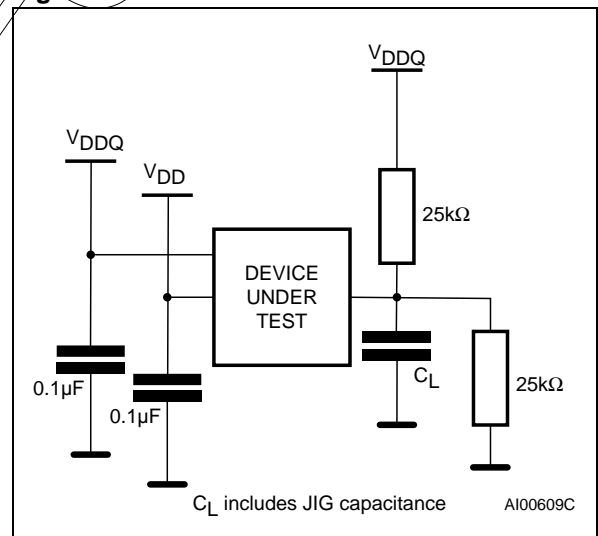 VDDQ
VDDQ
VDD
25kΩ
DEVICE
UNDER
TEST
0.1µF
0.1µF
CL
25kΩ
CL includes JIG capacitance
AI00609C